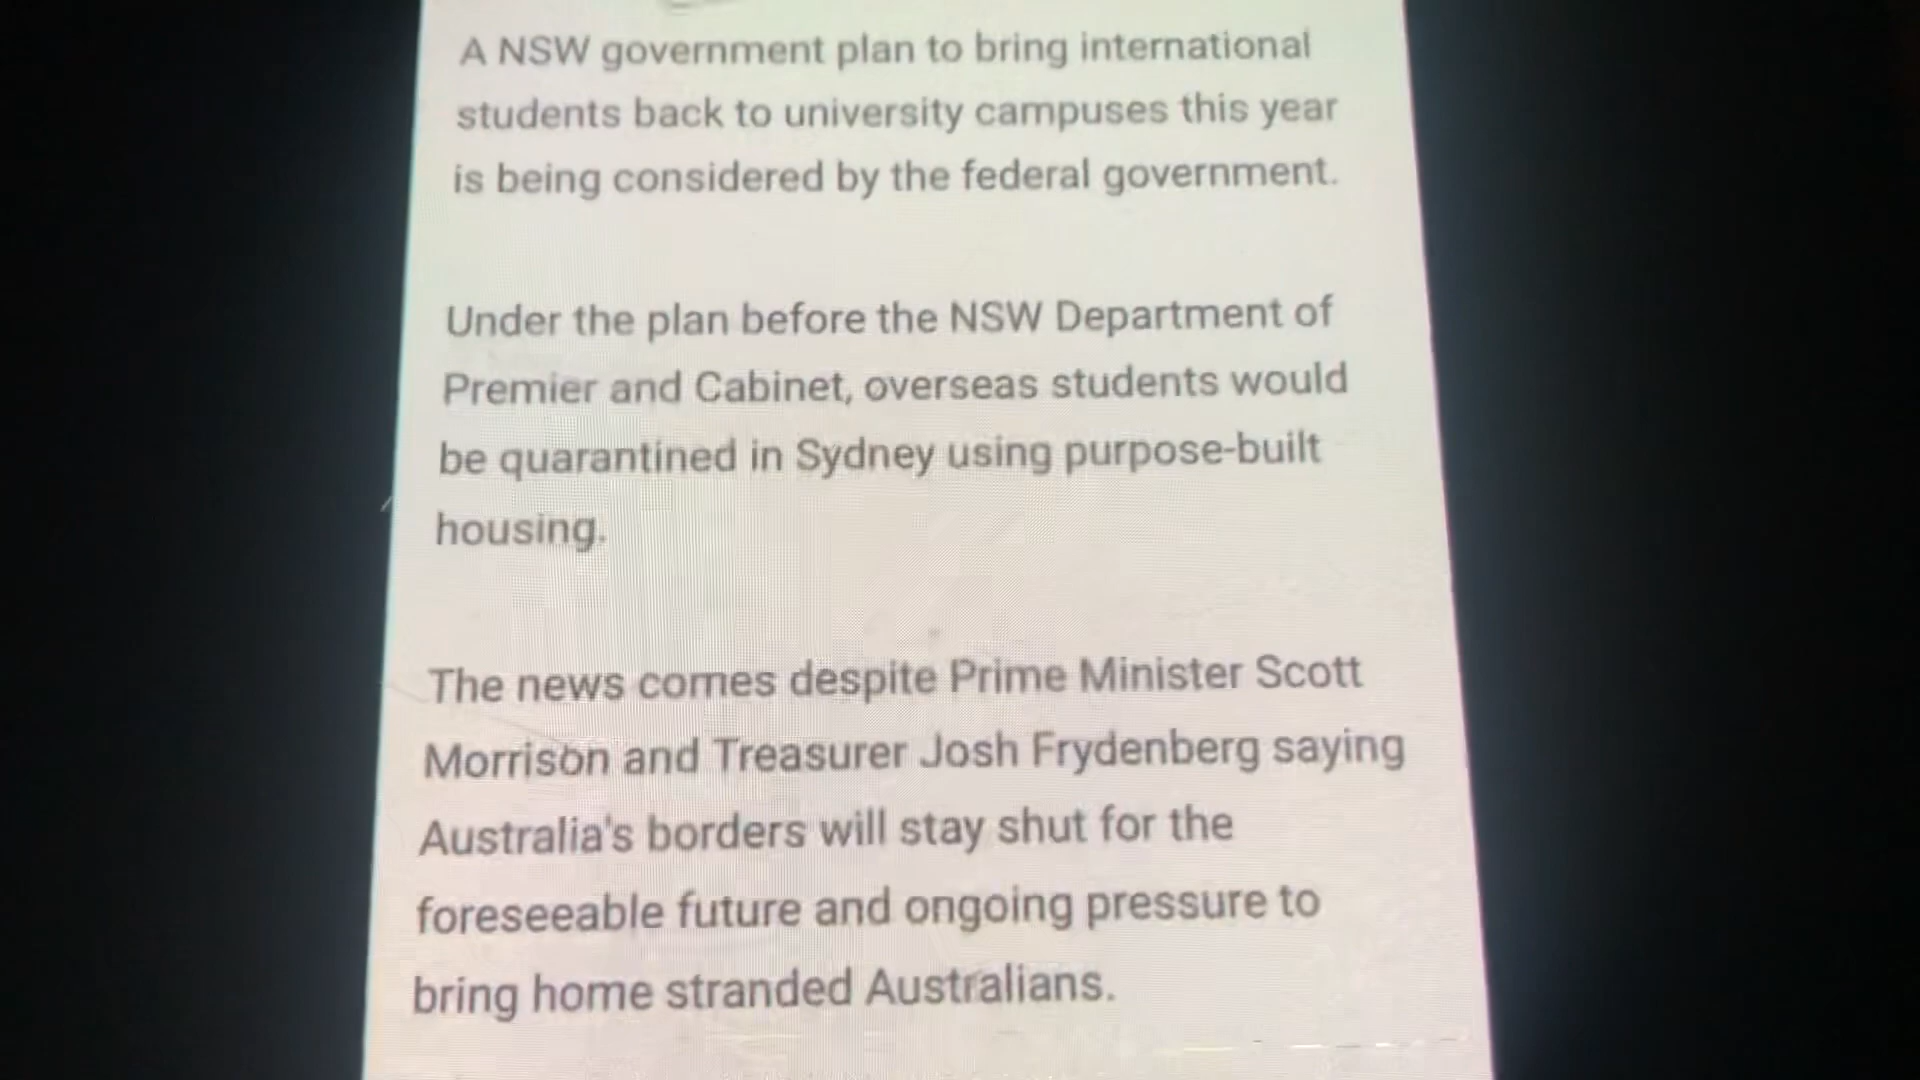 A NSW government plan to bring international
students back to university campuses this year
is being considered by the federal government.
Under the plan before the NSW Department of
Premier and Cabinet, overseas students would
be quarantined in Sydney using purpose-built
housing.
The news comes despite Prime Minister Scott
Morrison and Treasurer Josh Frydenberg saying
Australia's borders will stay shut for the
foreseeable future and ongoing pressure to
bring home stranded Australians.